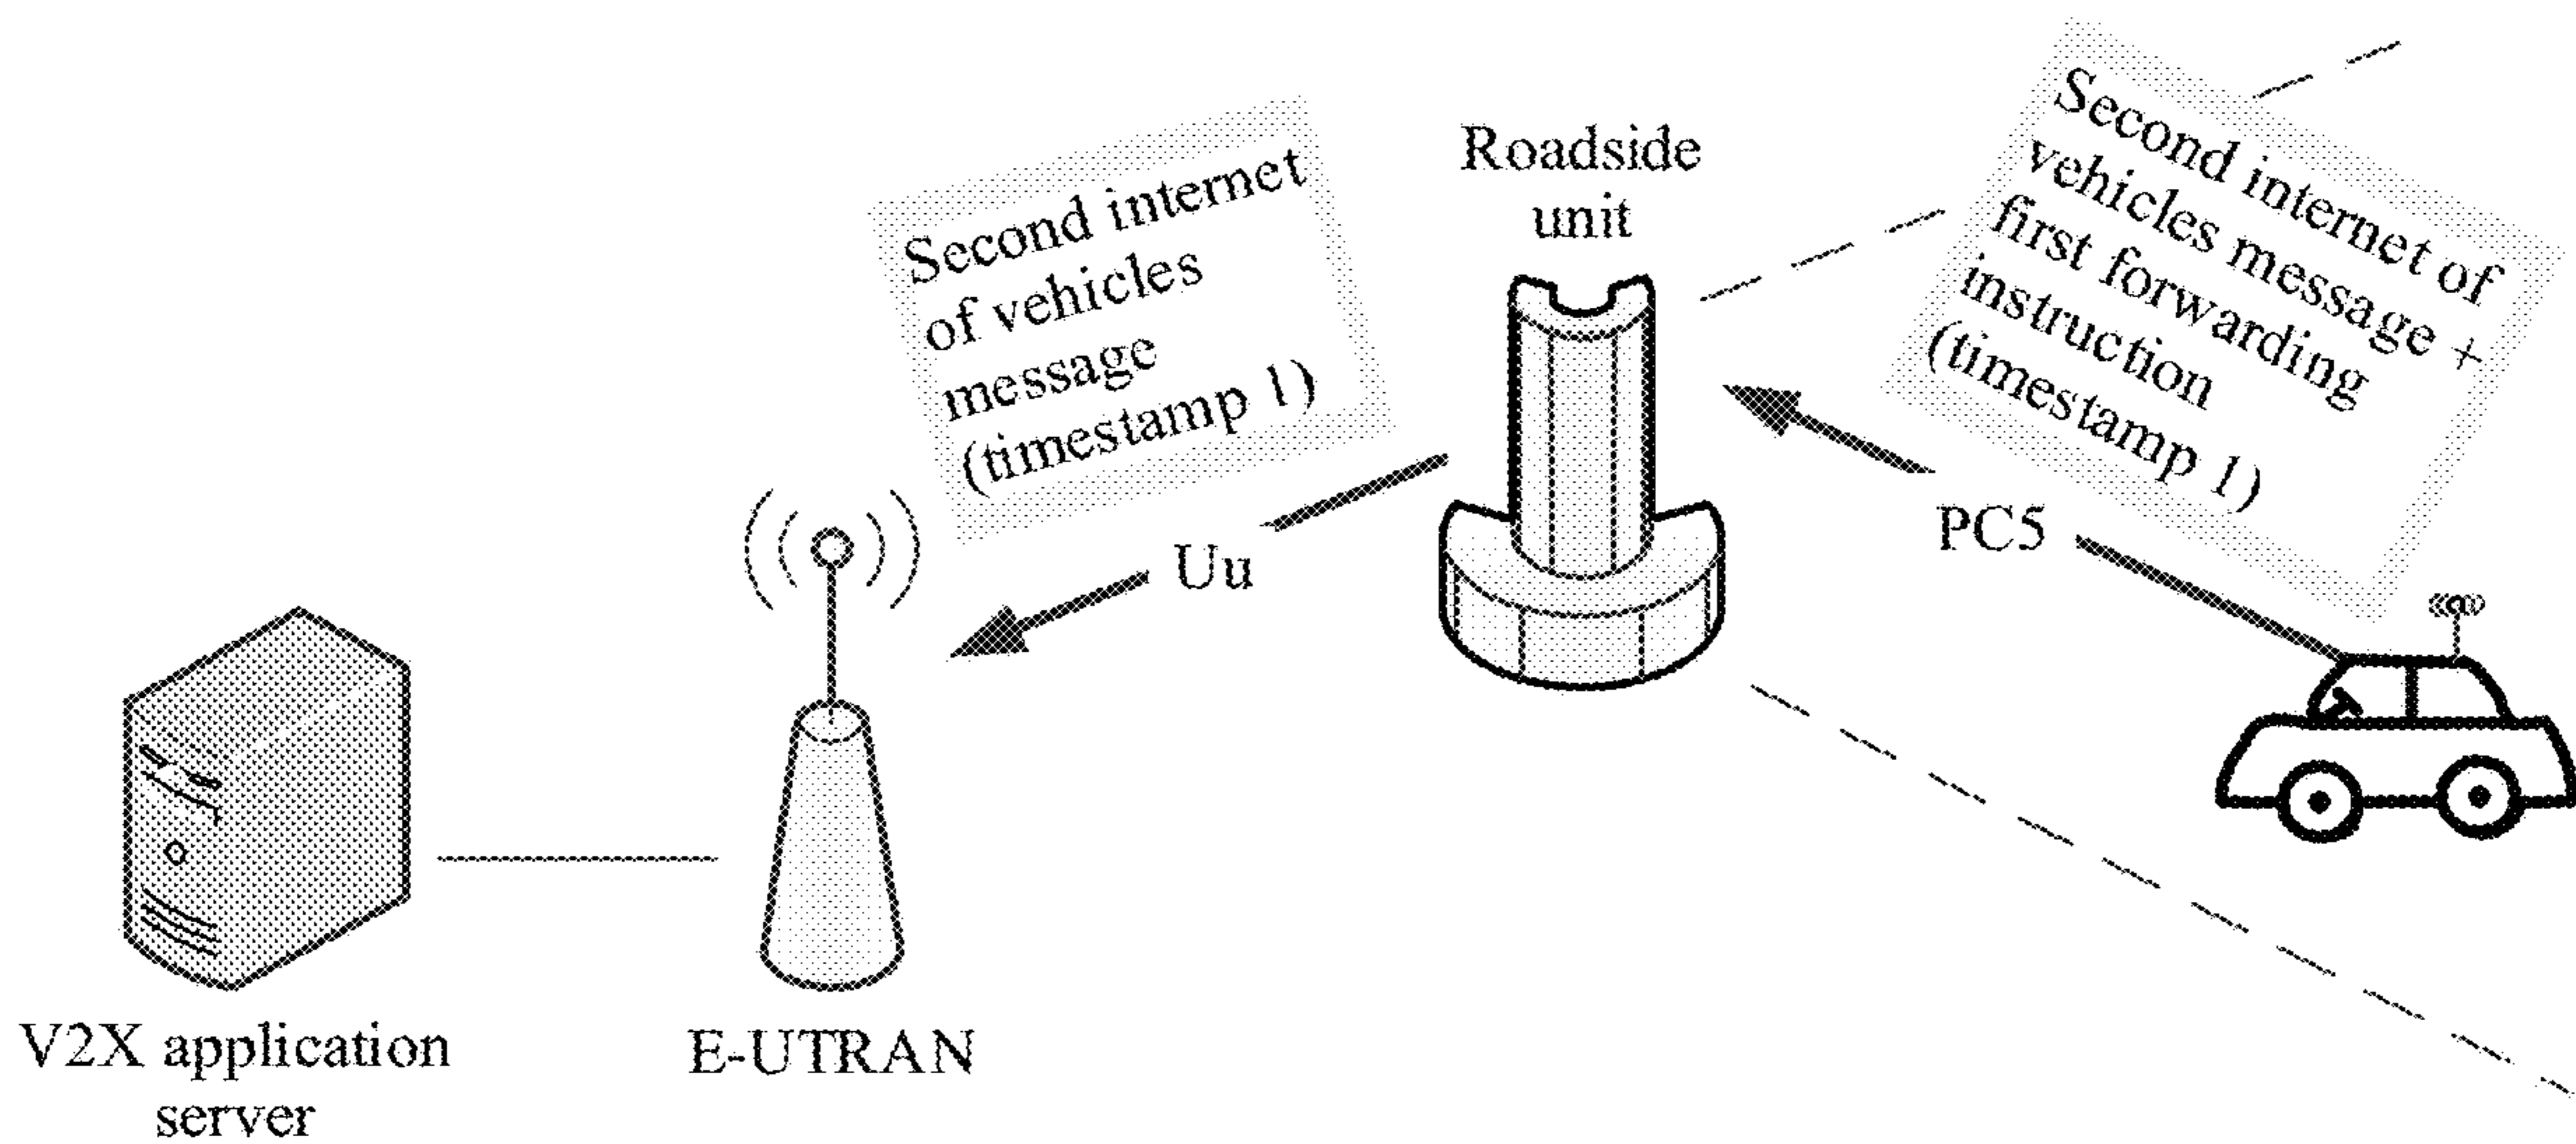 Second internet
of vehicles
message
(timestamp 1)
Roadside
unit
Second internet of
vehicles message +
first forwarding
instruction
(timestamp 1)
Uu
PC5
V2X application
server
E-UTRAN